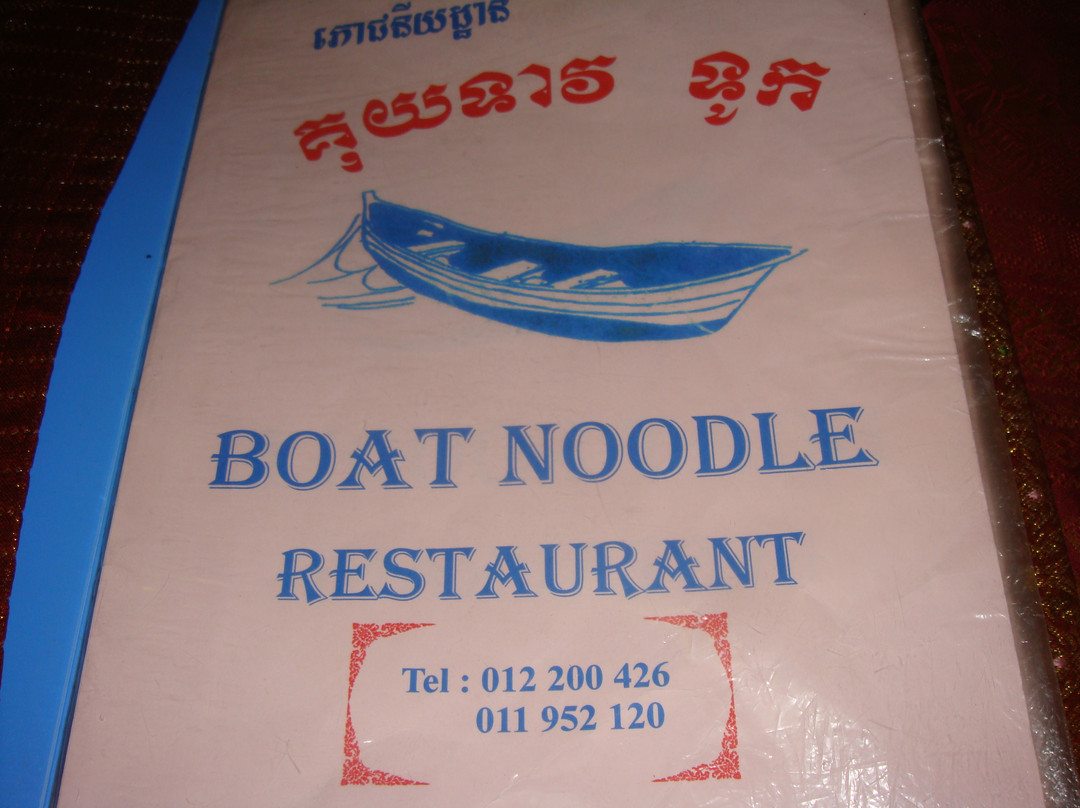 ភោជនីយដ្ឋាន
គុយទាវ ទូក
BOAT NOODLE
RESTAURANT
Tel : 012 200 426
011 952 120